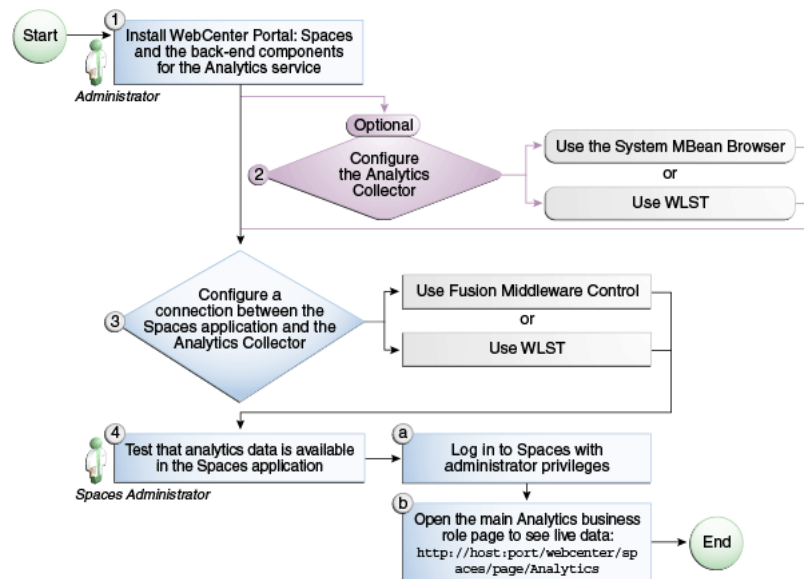 Start
1
Install WebCenter Portal: Spaces
and the back-end components
for the Analytics service
Administrator
Optional
2
Configure
the Analytics
Collector
Use the System MBean Browser
or
Use WLST
3
Configure a
connection between the
Spaces application and the
Analytics Collector
Use Fusion Middleware Control
or
Use WLST
4
Test that analytics data is available
in the Spaces application
Spaces Administrator
a
Log in to Spaces with
administrator privileges
b
Open the main Analytics business
role page to see live data:
http://host:port/webcenter/sp
aces/page/Analytics
End